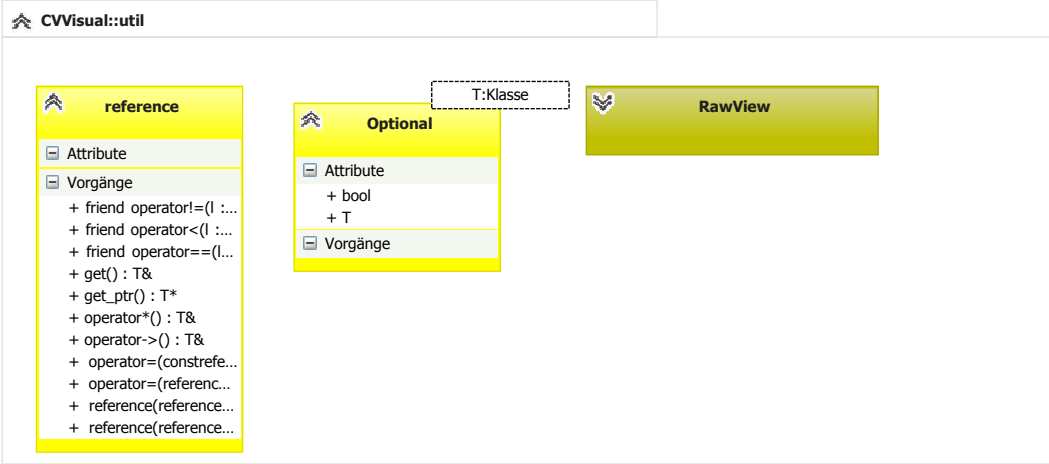 CVVisual::util
reference
Attribute
Vorgänge
+ friend operator!=(l :...
+ friend operator<(l :...
+ friend operator==(l...
+ get() : T&
+ get_ptr() : T*
+ operator*() : T&
+ operator->() : T&
+ operator=(constrefe...
+ operator=(referenc...
+ reference(reference...
+ reference(reference...
T:Klasse
Optional
Attribute
+ bool
+ T
Vorgänge
RawView